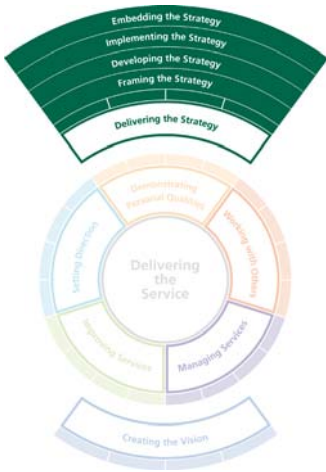 Embedding the Strategy
Implementing the Strategy
Developing the Strategy
Framing the Strategy
Delivering the Strategy
Demonstrating
Personal Qualities
Setting Direction
Working with Others
Delivering
the
Service
Improving Services
Managing Services
Creating the Vision